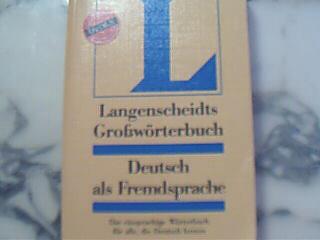 L
Langenscheidts
Großwörterbuch
Deutsch
als Fremdsprache
Das einsprachige Wörterbuch
für alle, die Deutsch lernen